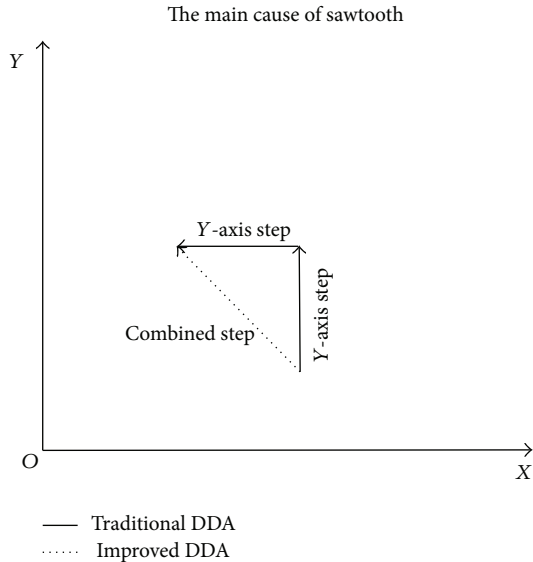 The main cause of sawtooth
Y
Y-axis step
Y-axis step
Combined step
O
X
Traditional DDA
Improved DDA